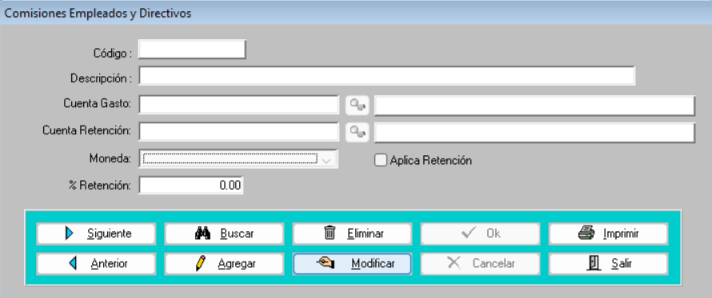 Comisiones Empleados y Directivos
Código :
Descripción :
Cuenta Gasto:
Cuenta Retención:
Moneda: Aplica Retención
% Retención: 0.00
Siguiente Buscar Eliminar Ok Imprimir
Anterior Agregar Modificar Cancelar Salir